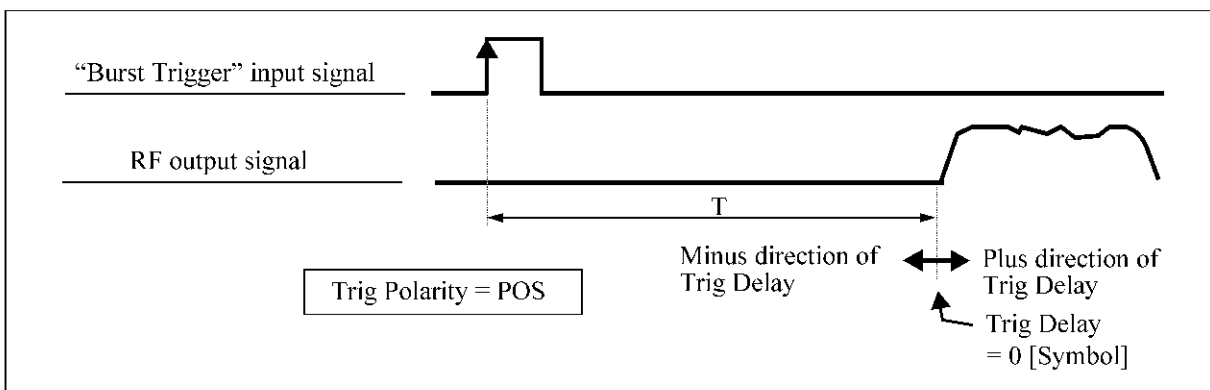 “Burst Trigger” input signal
RF output signal
T
Minus direction of
Trig Delay
Plus direction of
Trig Delay
Trig Polarity = POS
Trig Delay
= 0 [Symbol]